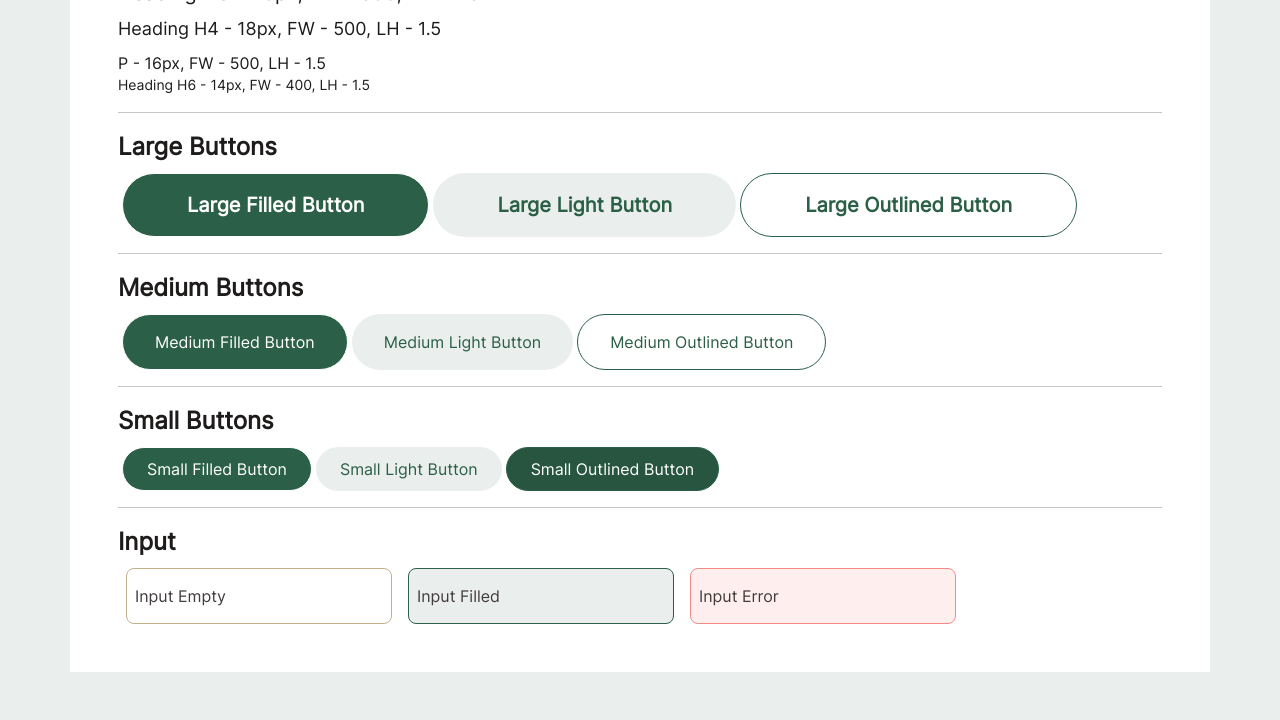 Heading H4 - 18px, FW - 500, LH - 1.5
P - 16px, FW - 500, LH - 1.5
Heading H6 - 14px, FW - 400, LH - 1.5
Large Buttons
Large Filled Button
Large Light Button
Large Outlined Button
Medium Buttons
Medium Filled Button
Medium Light Button
Medium Outlined Button
Small Buttons
Small Filled Button
Small Light Button
Small Outlined Button
Input
Input Empty
Input Filled
Input Error